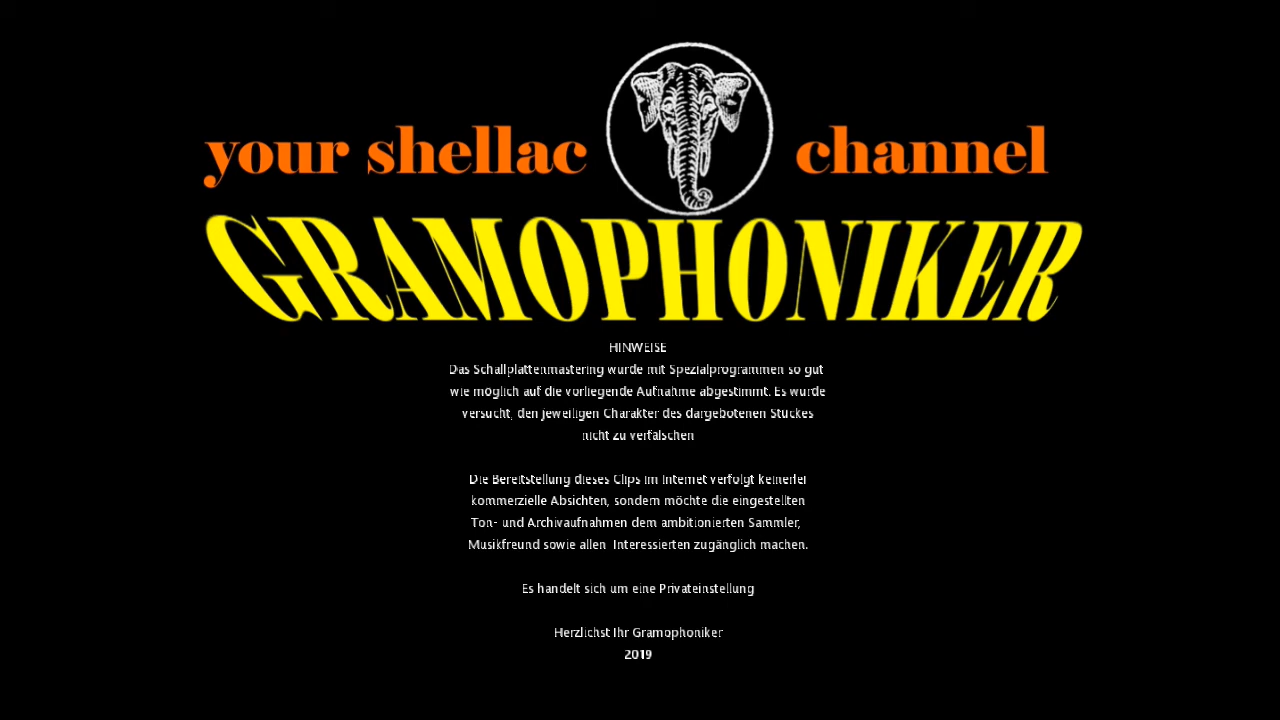 your shellac channel
GRAMOPHONIKER
HINWEISE
Das Schallplattenmastering wurde mit Spezialprogrammen so gut
wie möglich auf die vorliegende Aufnahme abgestimmt. Es wurde
versucht, den jeweiligen Charakter des dargebotenen Stückes
nicht zu verfälschen
Die Bereitstellung dieses Clips im Internet verfolgt keinerlei
kommerzielle Absichten, sondern möchte die eingestellten
Ton- und Archivaufnahmen dem ambitionierten Sammler,
Musikfreund sowie allen Interessierten zugänglich machen.
Es handelt sich um eine Privateinstellung
Herzlichst Ihr Gramophoniker
2019